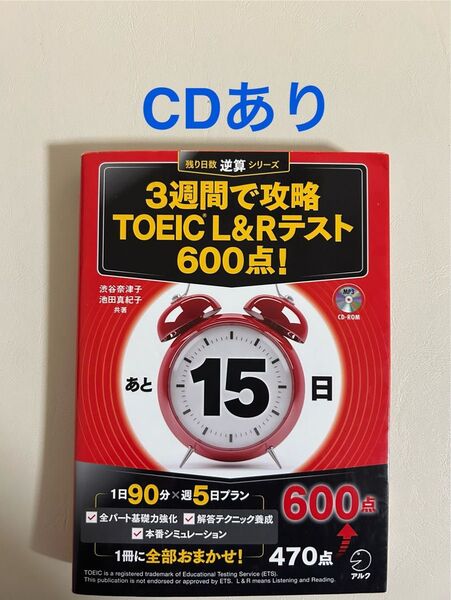 CDあり
残り日数 逆算 シリーズ
3週間で攻略
TOEIC® L&Rテスト
600点!
渋谷奈津子
池田真紀子
共著
MP3
CD-ROM
あと 15 日
1日90分×週5日プラン
全パート基礎力強化 解答テクニック養成
本番シミュレーション
1冊に全部おまかせ!
600点
470点
アルク
TOEIC is a registered trademark of Educational Testing Service (ETS).
This publication is not endorsed or approved by ETS. L&R means Listening and Reading.